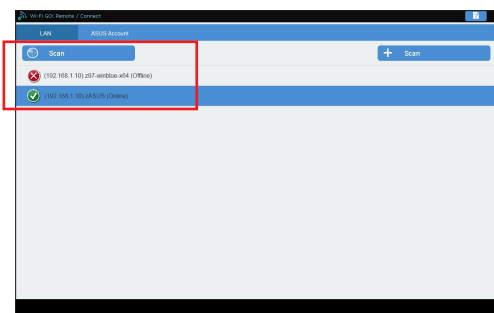 Wi-Fi GO! Remote / Connect
LAN ASUS Account
Scan Scan
(192.168.1.10) z97-winblue-x64 (Offline)
(192.168.1.10) zASUS (Online)